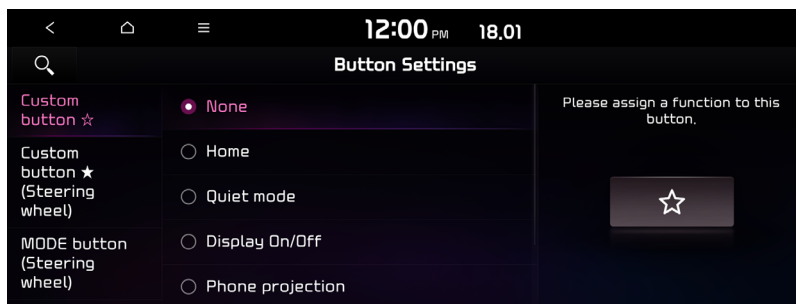 12:00 PM 18.01
Button Settings
Custom
button ☆
Custom
button ★
(Steering
wheel)
MODE button
(Steering
wheel)
None
Home
Quiet mode
Display On/Off
Phone projection
Please assign a function to this
button.